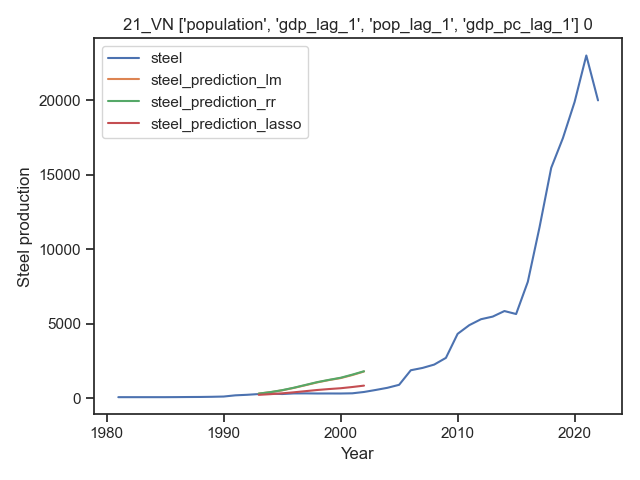 21_VN ['population', 'gdp_lag_1', 'pop_lag_1', 'gdp_pc_lag_1'] 0
steel
steel_prediction_lm
steel_prediction_rr
steel_prediction_lasso
Steel production
20000
15000
10000
5000
0
1980 1990 2000 2010 2020
Year